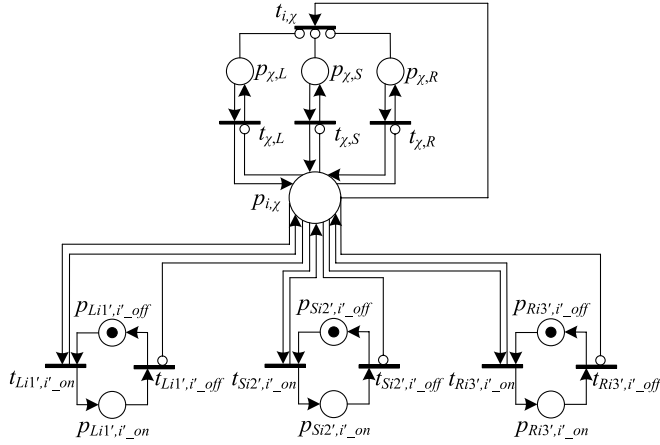 t_{i,χ}
p_{χ,L} p_{χ,S} p_{χ,R}
t_{χ,L} t_{χ,S} t_{χ,R}
p_{i,χ}
p_{Li1',i'_off} p_{Si2',i'_off} p_{Ri3',i'_off}
t_{Li1',i'_on} t_{Li1',i'_off} t_{Si2',i'_on} t_{Si2',i'_off} t_{Ri3',i'_on} t_{Ri3',i'_off}
p_{Li1',i'_on} p_{Si2',i'_on} p_{Ri3',i'_on}